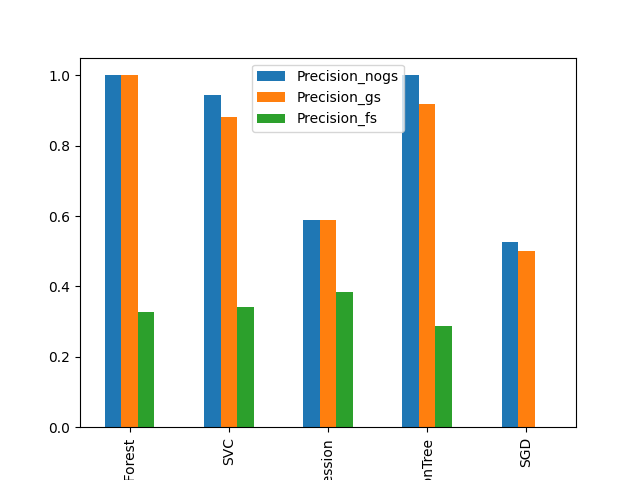 Precision_nogs
Precision_gs
Precision_fs
1.0
0.8
0.6
0.4
0.2
0.0
Forest
SVC
ession
onTree
SGD